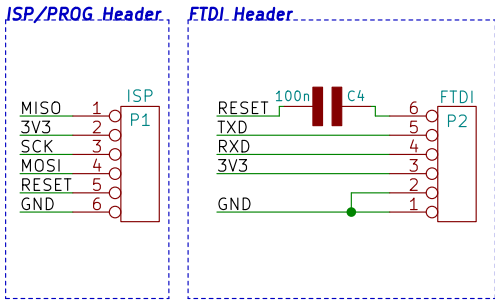 ISP/PROG Header
ISP
P1
MISO 1
3V3 2
SCK 3
MOSI 4
RESET 5
GND 6
FTDI Header
100n C4
FTDI
P2
RESET 6
TXD 5
RXD 4
3V3 3
2
GND 1